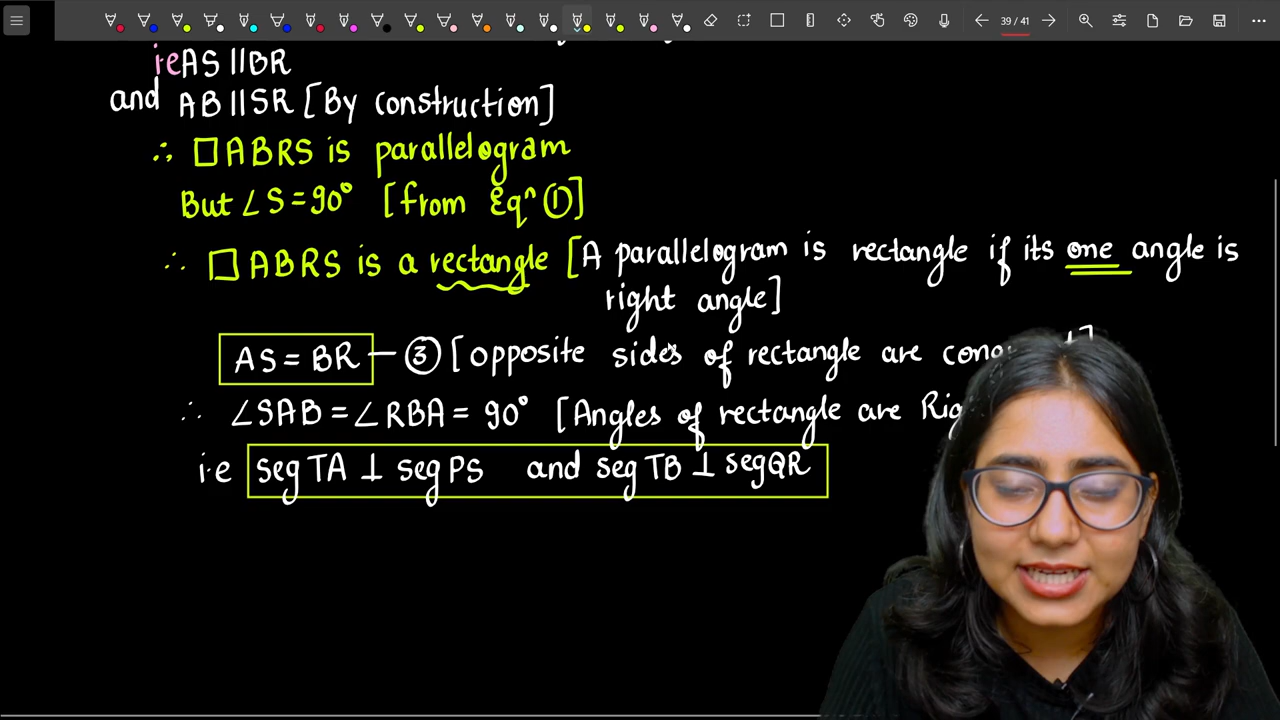 39 / 41
i.e AS || BR
and AB || SR [By construction]
∴ □ABRS is parallelogram
But ∠S = 90° [from Eqⁿ ①]
∴ □ABRS is a rectangle [A parallelogram is rectangle if its one angle is
right angle]
AS = BR — ③ [opposite sides of rectangle are
∴ ∠SAB = ∠RBA = 90° [Angles of rectangle are
i.e seg TA ⊥ seg PS and seg TB ⊥ seg QR